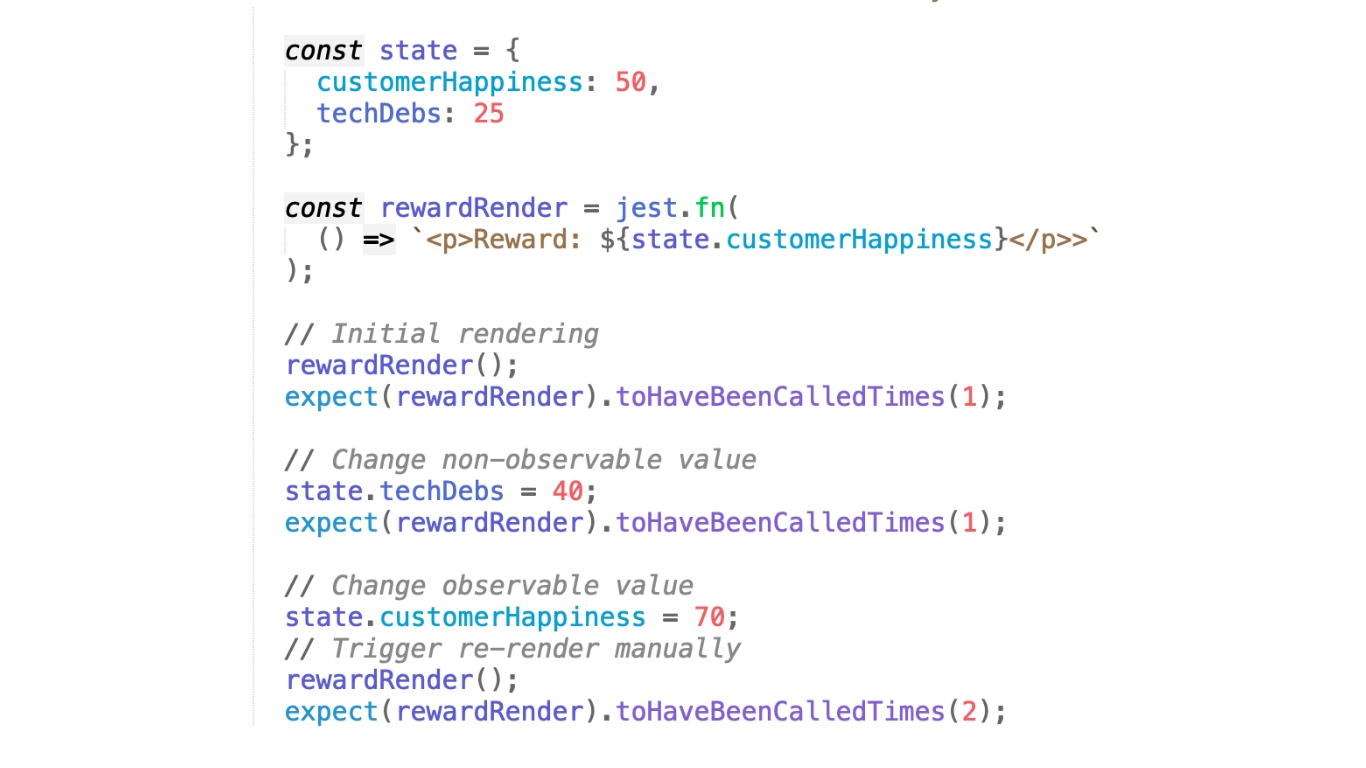 const state = {
customerHappiness: 50,
techDebs: 25
};
const rewardRender = jest.fn(
() => `<p>Reward: ${state.customerHappiness}</p>>`
);
// Initial rendering
rewardRender();
expect(rewardRender).toHaveBeenCalledTimes(1);
// Change non-observable value
state.techDebs = 40;
expect(rewardRender).toHaveBeenCalledTimes(1);
// Change observable value
state.customerHappiness = 70;
// Trigger re-render manually
rewardRender();
expect(rewardRender).toHaveBeenCalledTimes(2);